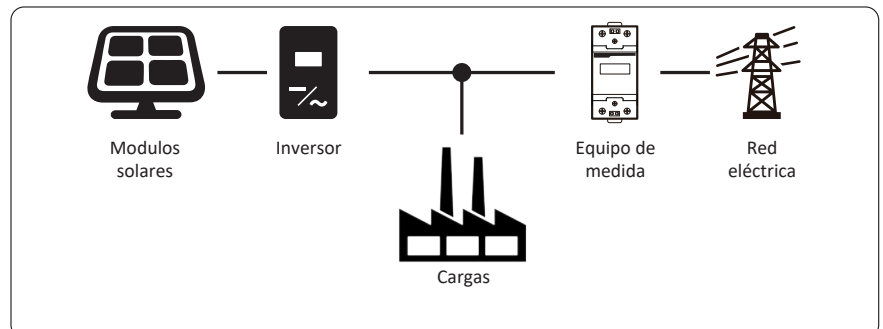 Modulos
solares
Inversor
Equipo de
medida
Red
eléctrica
Cargas